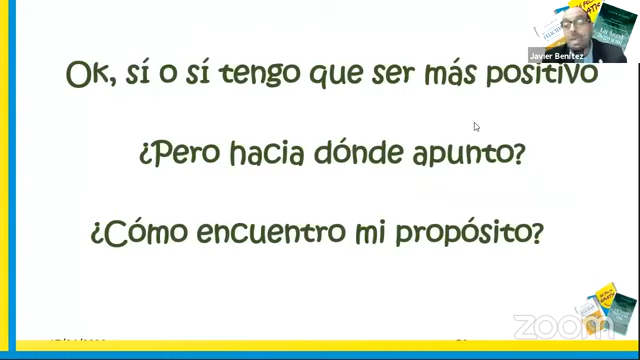 Javier Benítez
Ok, sí o sí tengo que ser más positivo
¿Pero hacia dónde apunto?
¿Cómo encuentro mi propósito?
zoom